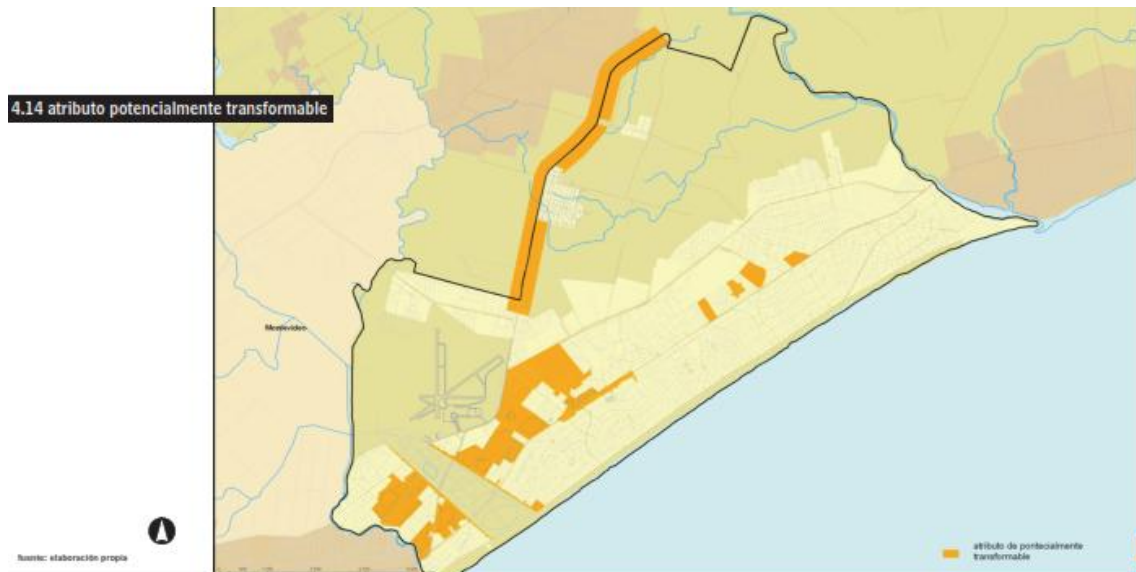 4.14 atributo potencialmente transformable
Montevideo
fuente: elaboración propia
atributo de pontecialmente
transformable